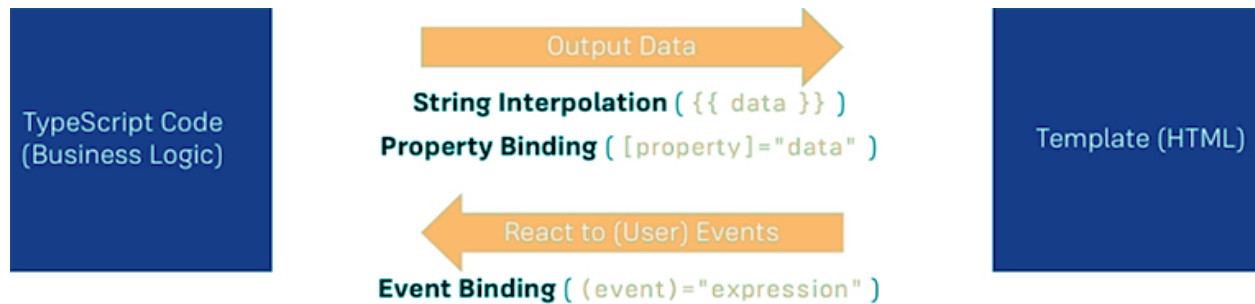 TypeScript Code
(Business Logic)
Output Data
String Interpolation ( {{ data }} )
Property Binding ( [property]="data" )
React to (User) Events
Event Binding ( (event)="expression" )
Template (HTML)